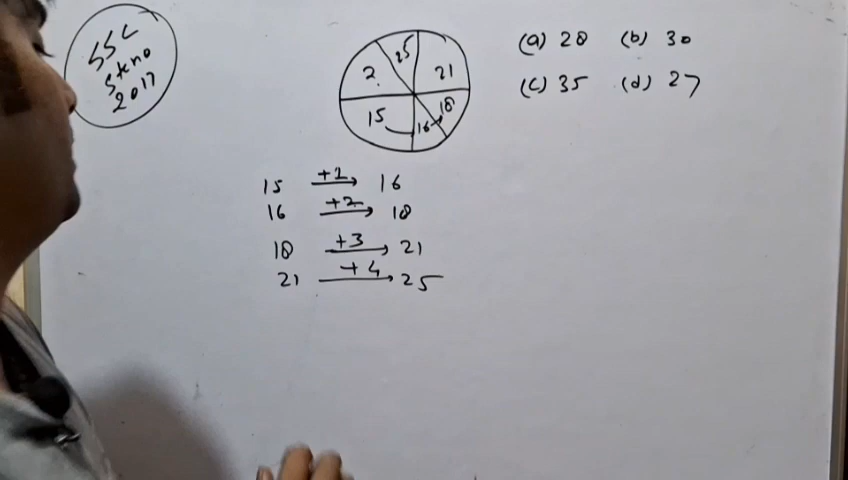 SSC
Steno
2017
25
2. 21
15 16 18
(a) 28 (b) 30
(c) 35 (d) 27
15 +1 16
16 +2 18
18 +3 21
21 +4 25